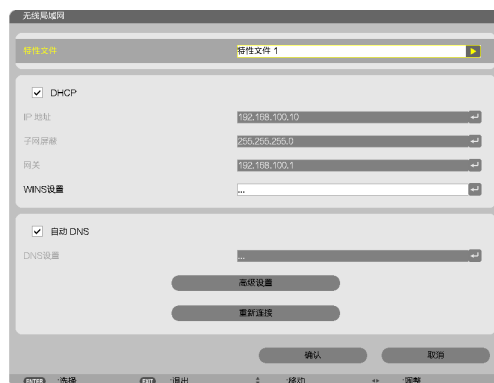 无线局域网
特性文件 特性文件 1
DHCP
IP 地址 192.168.100.10
子网屏蔽 255.255.255.0
网关 192.168.100.1
WINS设置 ...
自动 DNS
DNS设置 ...
高级设置
重新连接
确认 取消
ENTER :选择 EXIT :退出 :移动 :调整